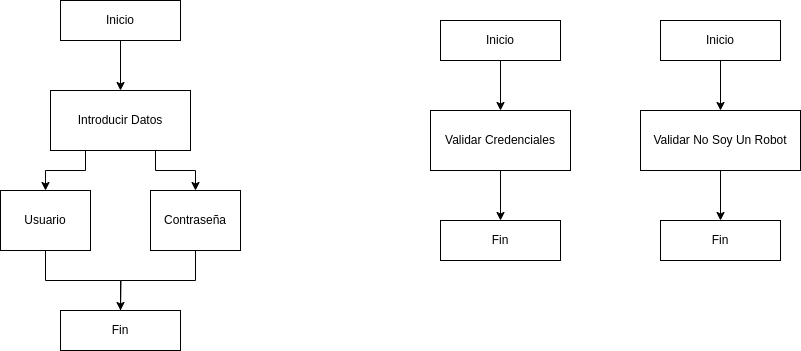 Inicio
Introducir Datos
Usuario
Contraseña
Fin
Inicio
Validar Credenciales
Fin
Inicio
Validar No Soy Un Robot
Fin